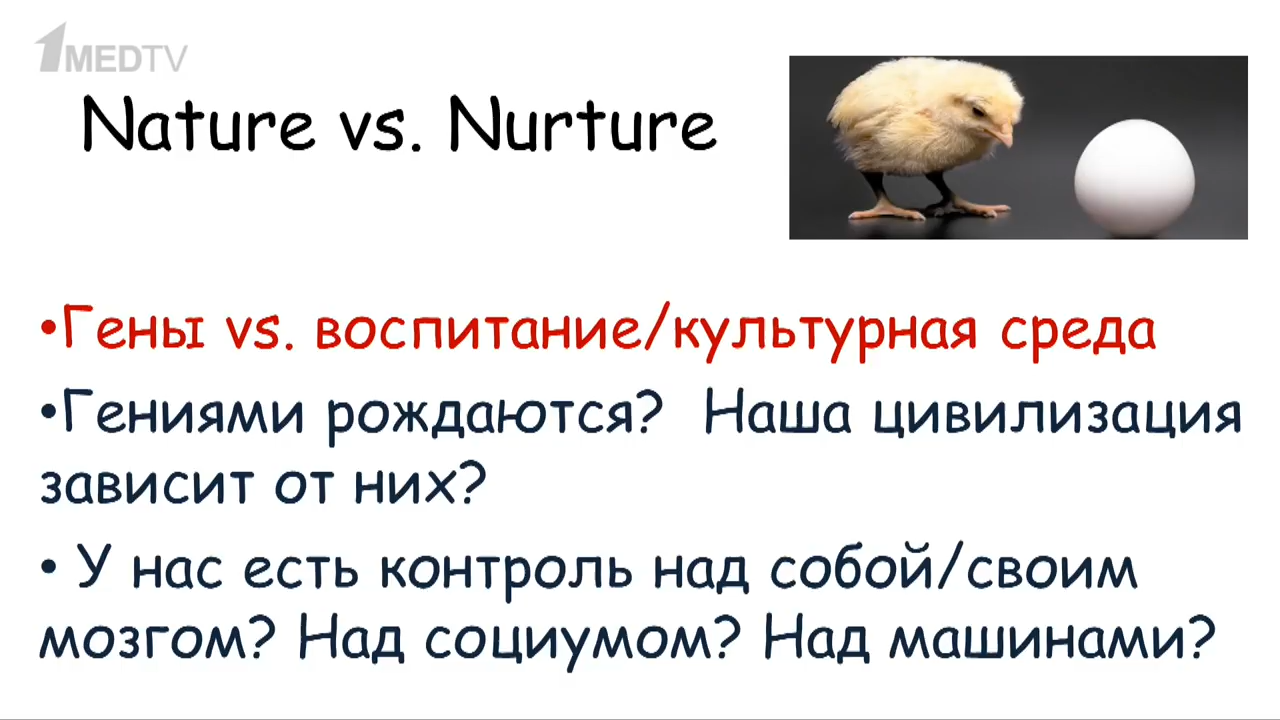 1MEDTV
Nature vs. Nurture
•Гены vs. воспитание/культурная среда
•Гениями рождаются? Наша цивилизация
зависит от них?
• У нас есть контроль над собой/своим
мозгом? Над социумом? Над машинами?